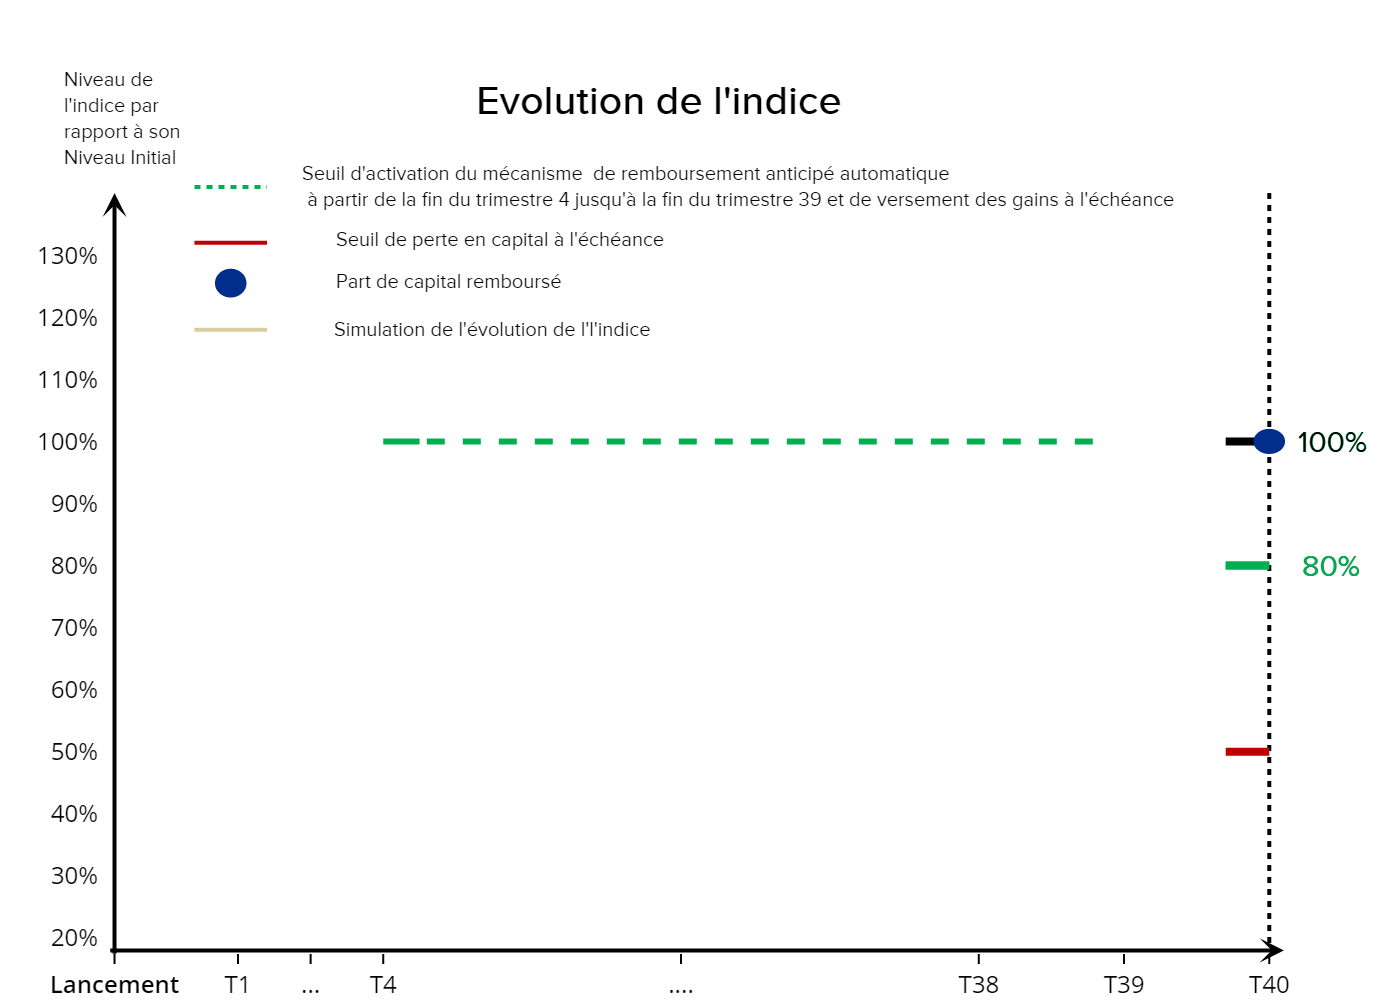 Niveau de
l'indice par
rapport à son
Niveau Initial
Evolution de l'indice
Seuil d'activation du mécanisme  de remboursement anticipé automatique
à partir de la fin du trimestre 4 jusqu'à la fin du trimestre 39 et de versement des gains à l'échéance
Seuil de perte en capital à l'échéance
Part de capital remboursé
Simulation de l'évolution de l'l'indice
130%
120%
110%
100%
90%
80%
70%
60%
50%
40%
30%
20%
100%
80%
Lancement T1 ... T4 .... T38 T39 T40